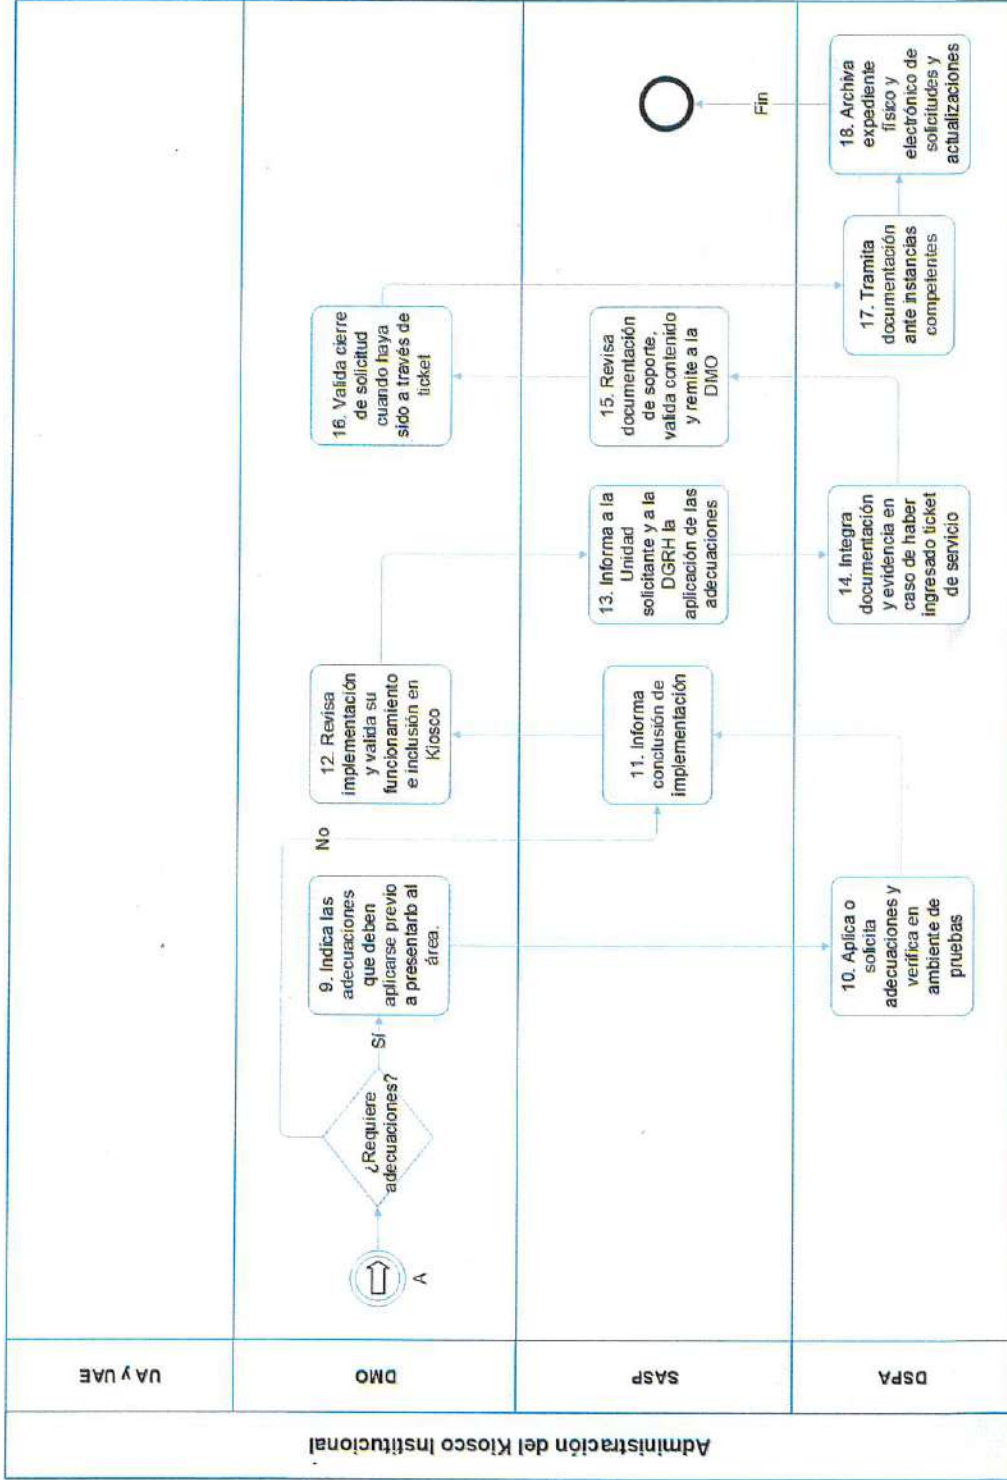 Administración del Kiosco Institucional
UA y UAE
DMO
SASP
DSPA
A
¿Requiere
adecuaciones?
Sí
No
9. Indica las
adecuaciones
que deben
aplicarse previo
a presentarlo al
área.
10. Aplica o
solicita
adecuaciones y
verifica en
ambiente de
pruebas
11. Informa
conclusión de
implementación
12. Revisa
implementación
y valida su
funcionamiento
e inclusión en
Kiosco
13. Informa a la
Unidad
solicitante y a la
DGRH la
aplicación de las
adecuaciones
14. Integra
documentación
y evidencia en
caso de haber
ingresado ticket
de servicio
15. Revisa
documentación
de soporte,
valida contenido
y remite a la
DMO
16. Valida cierre
de solicitud
cuando haya
sido a través de
ticket
17. Tramita
documentación
ante instancias
competentes
18. Archiva
expediente
físico y
electrónico de
solicitudes y
actualizaciones
Fin